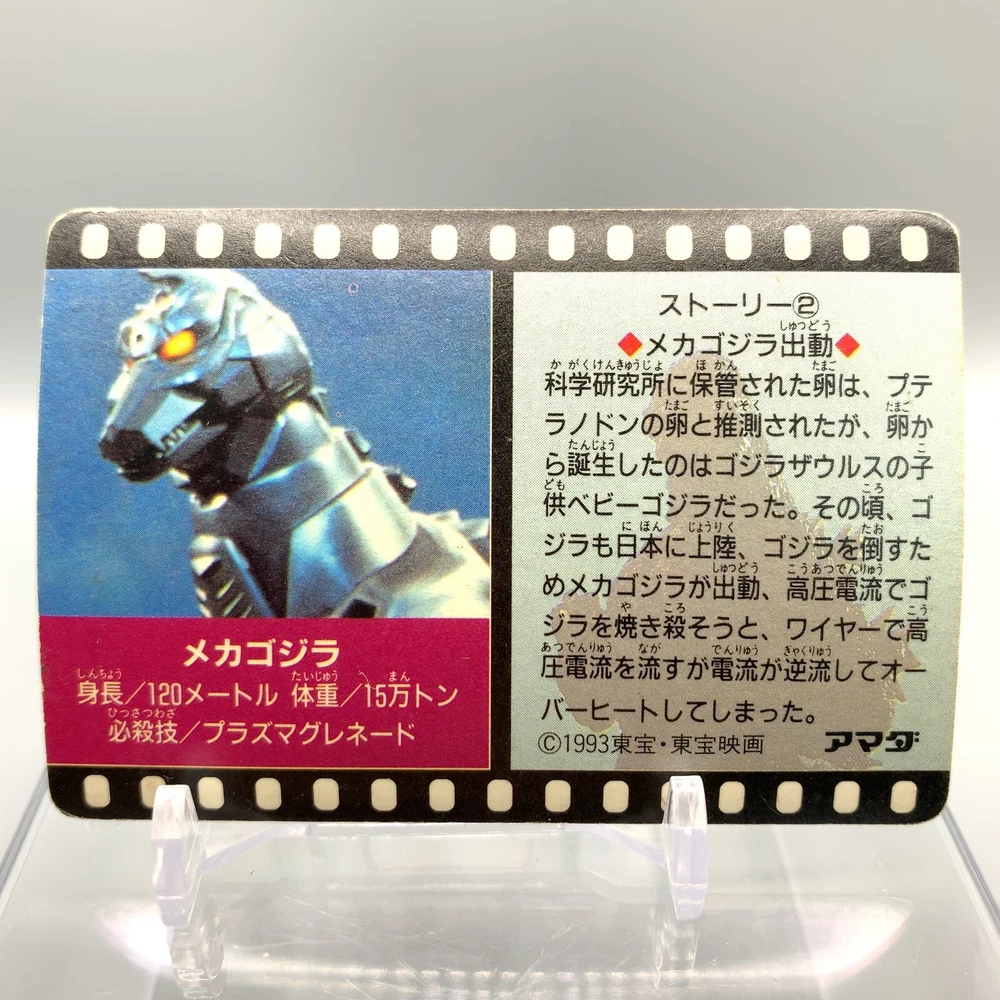 メカゴジラ
身長/120メートル 体重/15万トン
必殺技/プラズマグレネード
ストーリー②
◆メカゴジラ出動◆
科学研究所に保管された卵は、プテ
ラノドンの卵と推測されたが、卵か
ら誕生したのはゴジラザウルスの子
供ベビーゴジラだった。その頃、ゴ
ジラも日本に上陸、ゴジラを倒すた
めメカゴジラが出動、高圧電流でゴ
ジラを焼き殺そうと、ワイヤーで高
圧電流を流すが電流が逆流してオー
バーヒートしてしまった。
©1993東宝・東宝映画 アマダ